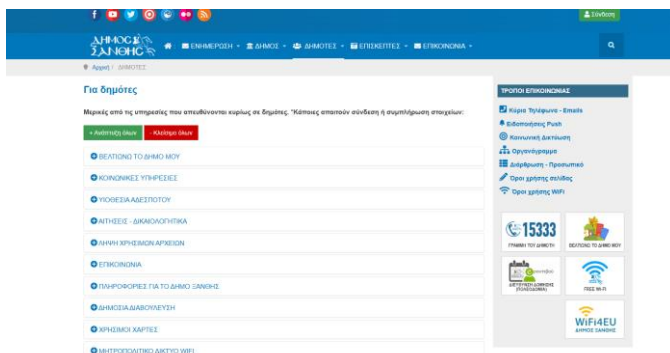 Σύνδεση
ΔΗΜΟΣ
ΞΑΝΘΗΣ
ΕΝΗΜΕΡΩΣΗ
ΔΗΜΟΣ
ΔΗΜΟΤΕΣ
ΕΠΙΣΚΕΠΤΕΣ
ΕΠΙΚΟΙΝΩΝΙΑ
Αρχική / ΔΗΜΟΤΕΣ
Για δημότες
Μερικές από τις υπηρεσίες που απευθύνονται κυρίως σε δημότες. *Κάποιες απαιτούν σύνδεση ή συμπλήρωση στοιχείων:
+ Ανάπτυξη όλων
- Κλείσιμο όλων
ΒΕΛΤΙΩΝΩ ΤΟ ΔΗΜΟ ΜΟΥ
ΚΟΙΝΩΝΙΚΕΣ ΥΠΗΡΕΣΙΕΣ
ΥΙΟΘΕΣΙΑ ΑΔΕΣΠΟΤΟΥ
ΑΙΤΗΣΕΙΣ - ΔΙΚΑΙΟΛΟΓΗΤΙΚΑ
ΛΗΨΗ ΧΡΗΣΙΜΩΝ ΑΡΧΕΙΩΝ
ΕΠΙΚΟΙΝΩΝΙΑ
ΠΛΗΡΟΦΟΡΙΕΣ ΓΙΑ ΤΟ ΔΗΜΟ ΞΑΝΘΗΣ
ΔΗΜΟΣΙΑ ΔΙΑΒΟΥΛΕΥΣΗ
ΧΡΗΣΙΜΟΙ ΧΑΡΤΕΣ
ΜΗΤΡΟΠΟΛΙΤΙΚΟ ΔΙΚΤΥΟ WIFI
ΤΡΟΠΟΙ ΕΠΙΚΟΙΝΩΝΙΑΣ
Κύρια Τηλέφωνα - Emails
Ειδοποιήσεις Push
Κοινωνική Δικτύωση
Οργανόγραμμα
Διάρθρωση - Προσωπικό
Όροι χρήσης σελίδας
Όροι χρήσης WiFi
15333
ΓΡΑΜΜΗ ΤΟΥ ΔΗΜΟΤΗ
ΒΕΛΤΙΩΝΩ ΤΟ ΔΗΜΟ ΜΟΥ
FREE Wi-Fi
WiFi4EU
ΔΗΜΟΣ ΞΑΝΘΗΣ